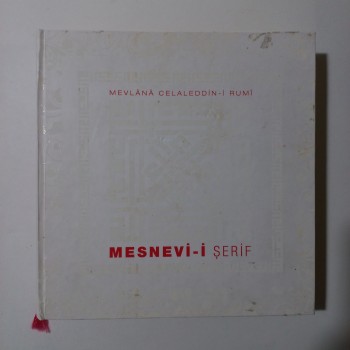 MEVLÂNÂ CELALEDDİN-İ RUMİ
MESNEVİ-İ ŞERİF